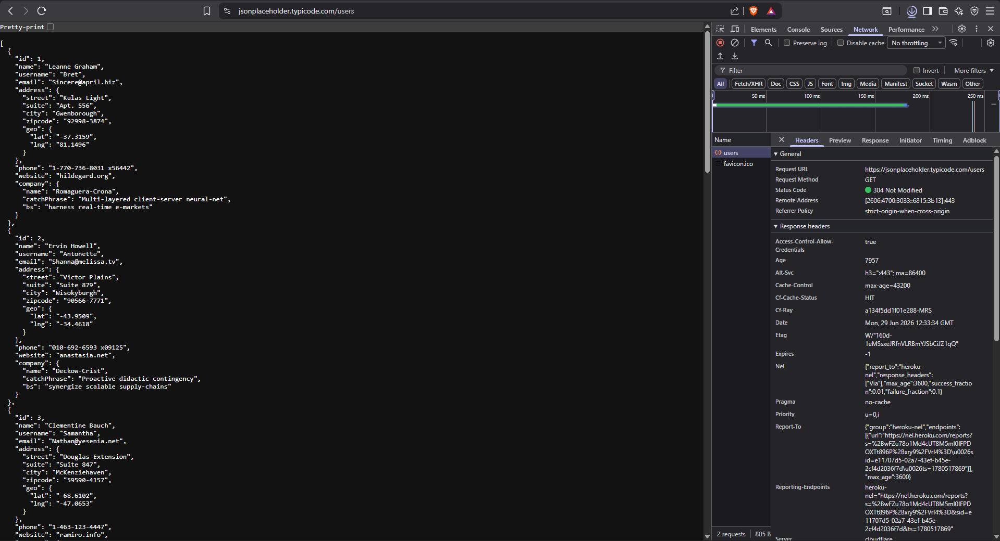 jsonplaceholder.typicode.com/users
Pretty-print
[
  {
    "id": 1,
    "name": "Leanne Graham",
    "username": "Bret",
    "email": "Sincere@april.biz",
    "address": {
      "street": "Kulas Light",
      "suite": "Apt. 556",
      "city": "Gwenborough",
      "zipcode": "92998-3874",
      "geo": {
        "lat": "-37.3159",
        "lng": "81.1496"
      }
    },
    "phone": "1-770-736-8031 x56442",
    "website": "hildegard.org",
    "company": {
      "name": "Romaguera-Crona",
      "catchPhrase": "Multi-layered client-server neural-net",
      "bs": "harness real-time e-markets"
    }
  },
  {
    "id": 2,
    "name": "Ervin Howell",
    "username": "Antonette",
    "email": "Shanna@melissa.tv",
    "address": {
      "street": "Victor Plains",
      "suite": "Suite 879",
      "city": "Wisokyburgh",
      "zipcode": "90566-7771",
      "geo": {
        "lat": "-43.9509",
        "lng": "-34.4618"
      }
    },
    "phone": "010-692-6593 x09125",
    "website": "anastasia.net",
    "company": {
      "name": "Deckow-Crist",
      "catchPhrase": "Proactive didactic contingency",
      "bs": "synergize scalable supply-chains"
    }
  },
  {
    "id": 3,
    "name": "Clementine Bauch",
    "username": "Samantha",
    "email": "Nathan@yesenia.net",
    "address": {
      "street": "Douglas Extension",
      "suite": "Suite 847",
      "city": "McKenziehaven",
      "zipcode": "59590-4157",
      "geo": {
        "lat": "-68.6102",
        "lng": "-47.0653"
      }
    },
    "phone": "1-463-123-4447",
    "website": "ramiro.info",
Elements Console Sources Network Performance
Preserve log Disable cache No throttling
Filter Invert More filters
All Fetch/XHR Doc CSS JS Font Img Media Manifest Socket Wasm Other
50 ms 100 ms 150 ms 200 ms 250 ms
Name
users
favicon.ico
Headers Preview Response Initiator Timing Adblock
General
Request URL https://jsonplaceholder.typicode.com/users
Request Method GET
Status Code 304 Not Modified
Remote Address [2606:4700:3033::6815:3b13]:443
Referrer Policy strict-origin-when-cross-origin
Response headers
Access-Control-Allow-Credentials true
Age 7957
Alt-Svc h3=":443"; ma=86400
Cache-Control max-age=43200
Cf-Cache-Status HIT
Cf-Ray a134f5dd1f01e288-MRS
Date Mon, 29 Jun 2026 12:33:34 GMT
Etag W/"160d-
1eMSsxeJRfnVLRBmYJSbCiJZ1qQ"
Expires -1
Nel {"report_to":"heroku-
nel","response_headers":
["Via"],"max_age":3600,"success_fractio
n":0.01,"failure_fraction":0.1}
Pragma no-cache
Priority u=0,i
Report-To {"group":"heroku-nel","endpoints":
[{"url":"https://nel.heroku.com/reports?
s=%2BwFZu78o1Md4cUT8M5ml0IFPD
OXTt896P%2Bxry9%2FVrI4%3D\u0026s
id=e11707d5-02a7-43ef-b45e-
2cf4d2036f7d\u0026ts=1780517869"}],
"max_age":3600}
Reporting-Endpoints heroku-
nel="https://nel.heroku.com/reports?
s=%2BwFZu78o1Md4cUT8M5ml0IFPD
OXTt896P%2Bxry9%2FVrI4%3D&sid=e
11707d5-02a7-43ef-b45e-
2cf4d2036f7d&ts=1780517869"
Server cloudflare
2 requests 805 B